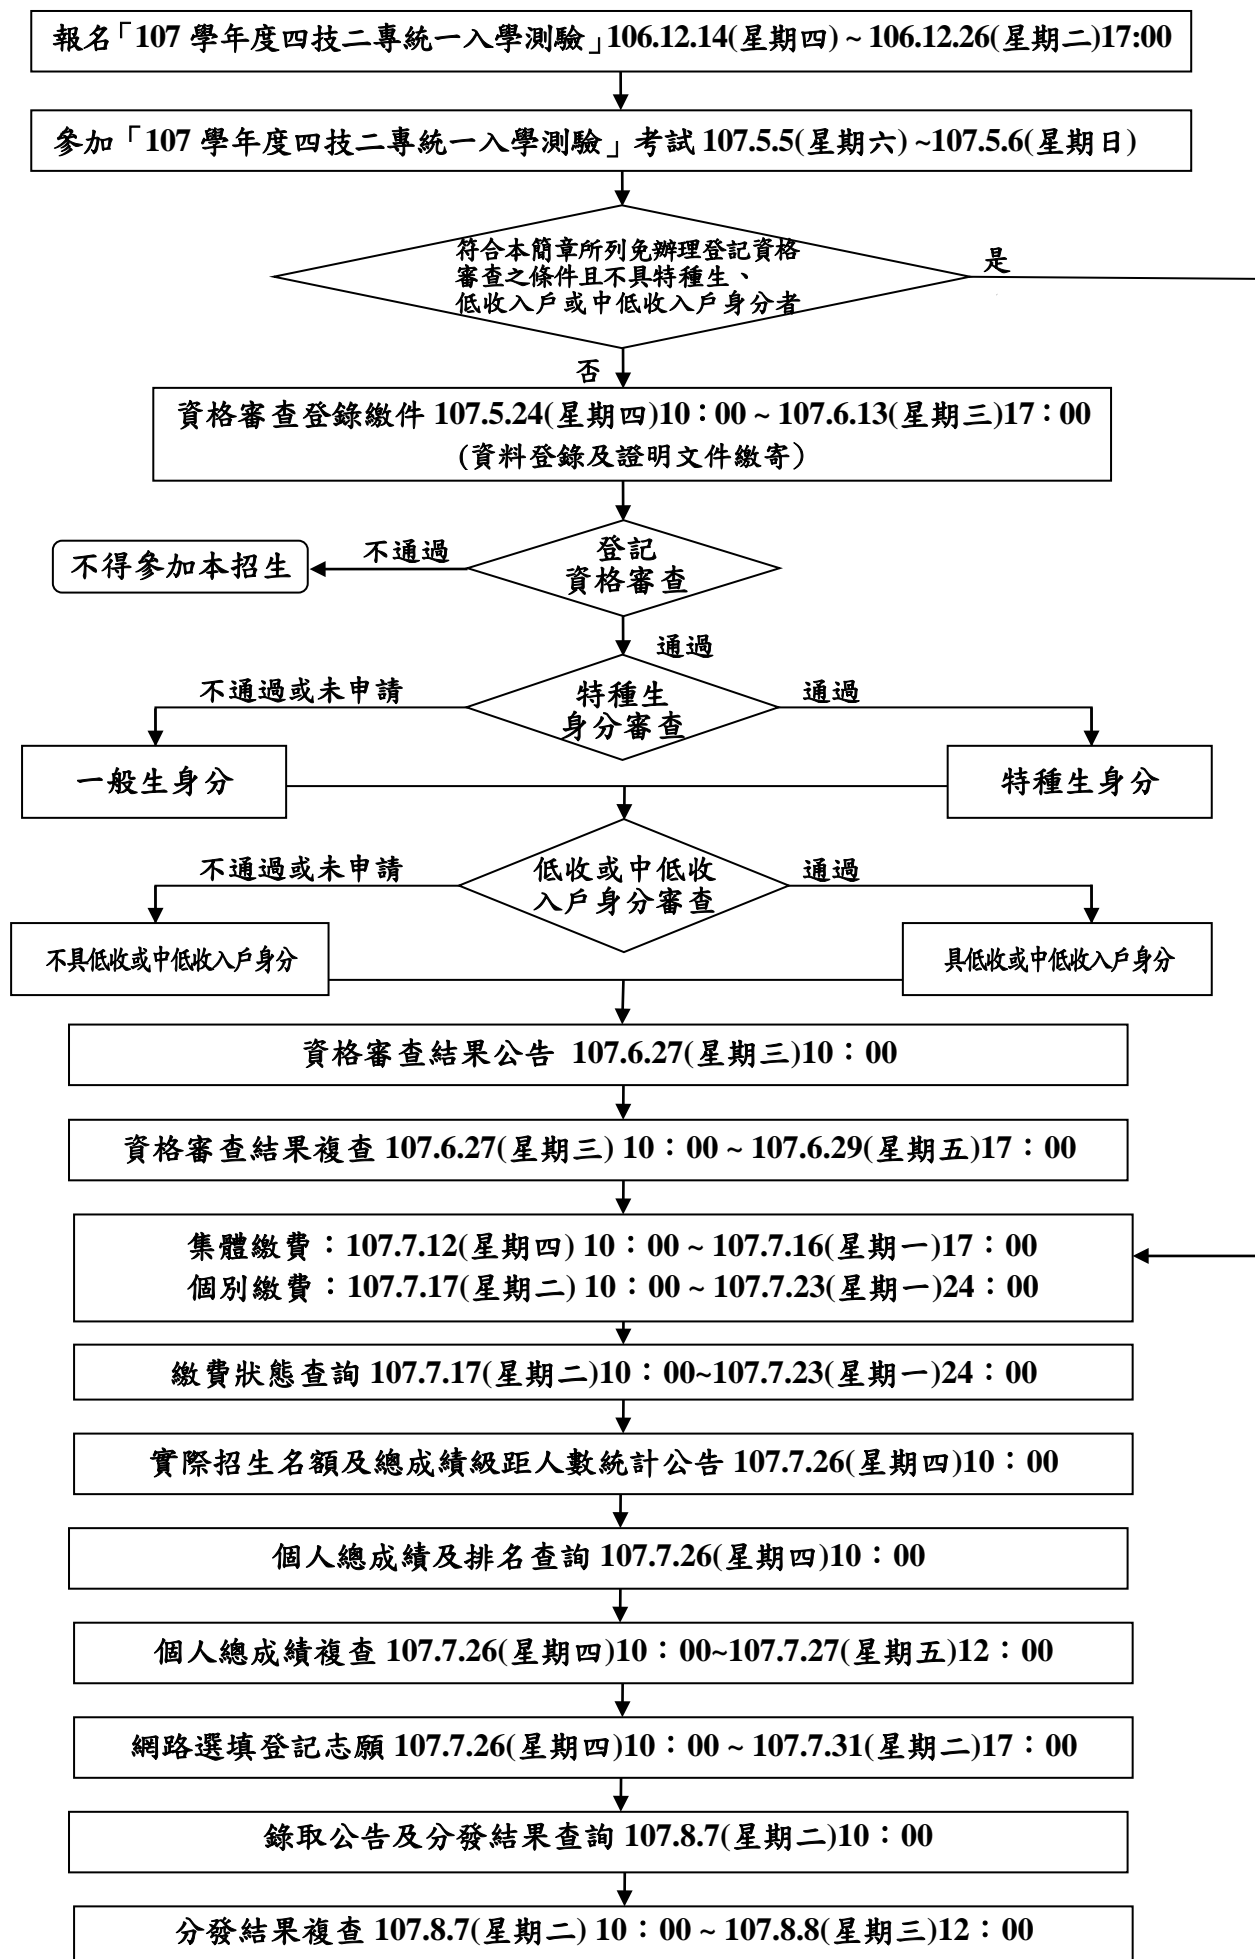 報名「107 學年度四技二專統一入學測驗」106.12.14(星期四) ~ 106.12.26(星期二)17:00
參加「107 學年度四技二專統一入學測驗」考試 107.5.5(星期六) ~107.5.6(星期日)
符合本簡章所列免辦理登記資格
審查之條件且不具特種生、
低收入戶或中低收入戶身分者
是
否
資格審查登錄繳件 107.5.24(星期四)10：00 ~ 107.6.13(星期三)17：00
(資料登錄及證明文件繳寄)
登記
資格審查
不通過
不得參加本招生
通過
特種生
身分審查
不通過或未申請
通過
一般生身分
特種生身分
低收或中低收
入戶身分審查
不通過或未申請
通過
不具低收或中低收入戶身分
具低收或中低收入戶身分
資格審查結果公告 107.6.27(星期三)10：00
資格審查結果複查 107.6.27(星期三) 10：00 ~ 107.6.29(星期五)17：00
集體繳費：107.7.12(星期四) 10：00 ~ 107.7.16(星期一)17：00
個別繳費：107.7.17(星期二) 10：00 ~ 107.7.23(星期一)24：00
繳費狀態查詢 107.7.17(星期二)10：00~107.7.23(星期一)24：00
實際招生名額及總成績級距人數統計公告 107.7.26(星期四)10：00
個人總成績及排名查詢 107.7.26(星期四)10：00
個人總成績複查 107.7.26(星期四)10：00~107.7.27(星期五)12：00
網路選填登記志願 107.7.26(星期四)10：00 ~ 107.7.31(星期二)17：00
錄取公告及分發結果查詢 107.8.7(星期二)10：00
分發結果複查 107.8.7(星期二) 10：00 ~ 107.8.8(星期三)12：00